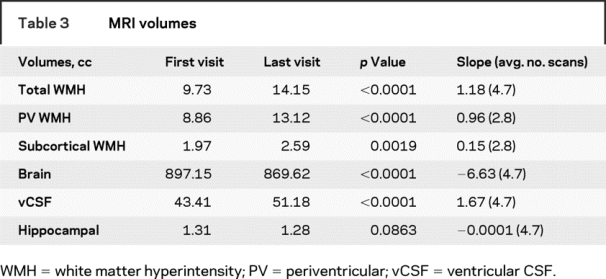 Table 3 MRI volumes
Volumes, cc First visit Last visit p Value Slope (avg. no. scans)
Total WMH 9.73 14.15 <0.0001 1.18 (4.7)
PV WMH 8.86 13.12 <0.0001 0.96 (2.8)
Subcortical WMH 1.97 2.59 0.0019 0.15 (2.8)
Brain 897.15 869.62 <0.0001 −6.63 (4.7)
vCSF 43.41 51.18 <0.0001 1.67 (4.7)
Hippocampal 1.31 1.28 0.0863 −0.0001 (4.7)
WMH = white matter hyperintensity; PV = periventricular; vCSF = ventricular CSF.